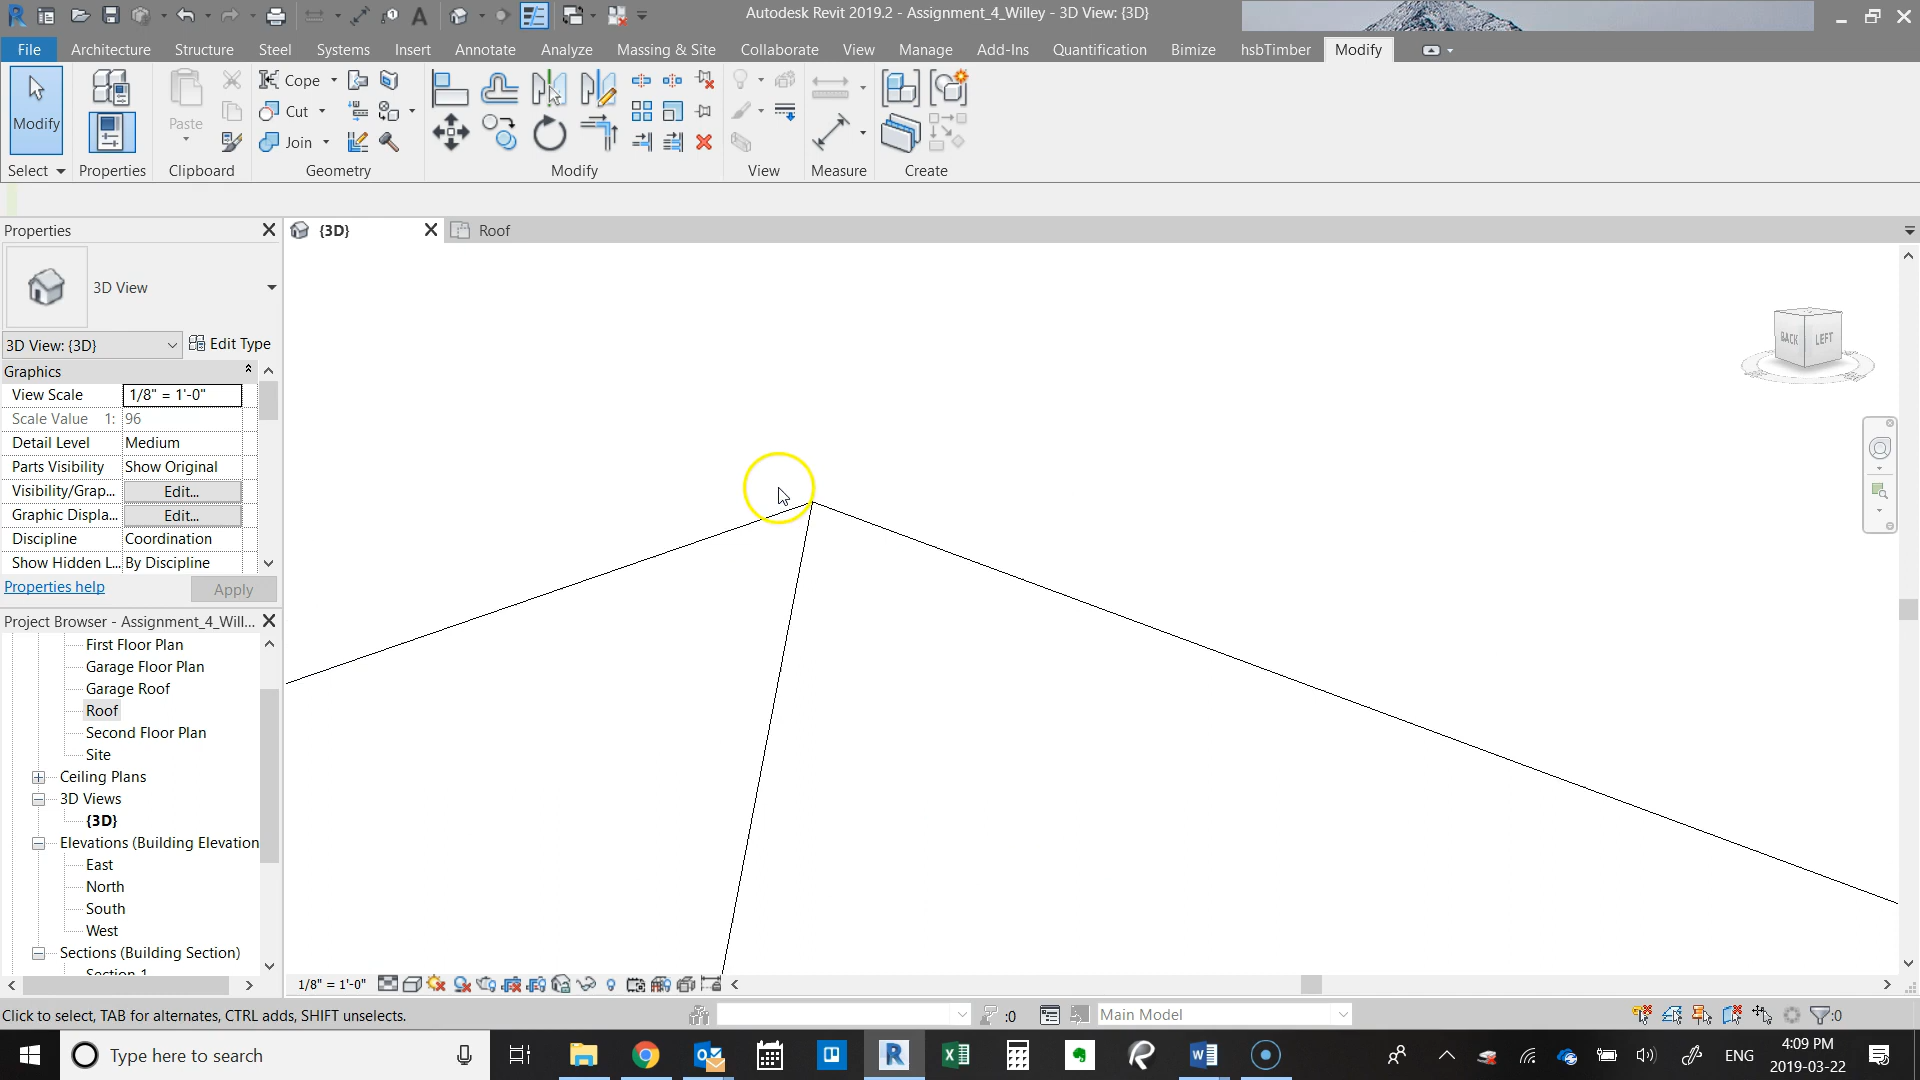 Autodesk Revit 2019.2 - Assignment_4_Willey - 3D View: {3D}
File Architecture Structure Steel Systems Insert Annotate Analyze Massing & Site Collaborate View Manage Add-Ins Quantification Bimize hsbTimber Modify
Modify
Paste
Cope
Cut
Join
Select Properties Clipboard Geometry Modify View Measure Create
Properties
{3D}
Roof
3D View
3D View: {3D}
Edit Type
Graphics
View Scale 1/8" = 1'-0"
Scale Value 1: 96
Detail Level Medium
Parts Visibility Show Original
Visibility/Grap... Edit...
Graphic Displa... Edit...
Discipline Coordination
Show Hidden L... By Discipline
Properties help
Apply
BACK LEFT
Project Browser - Assignment_4_Will...
First Floor Plan
Garage Floor Plan
Garage Roof
Roof
Second Floor Plan
Site
Ceiling Plans
3D Views
{3D}
Elevations (Building Elevation
East
North
South
West
Sections (Building Section)
Section 1
1/8" = 1'-0"
Click to select, TAB for alternates, CTRL adds, SHIFT unselects.
:0
Main Model
:0
Type here to search
ENG
4:09 PM
2019-03-22